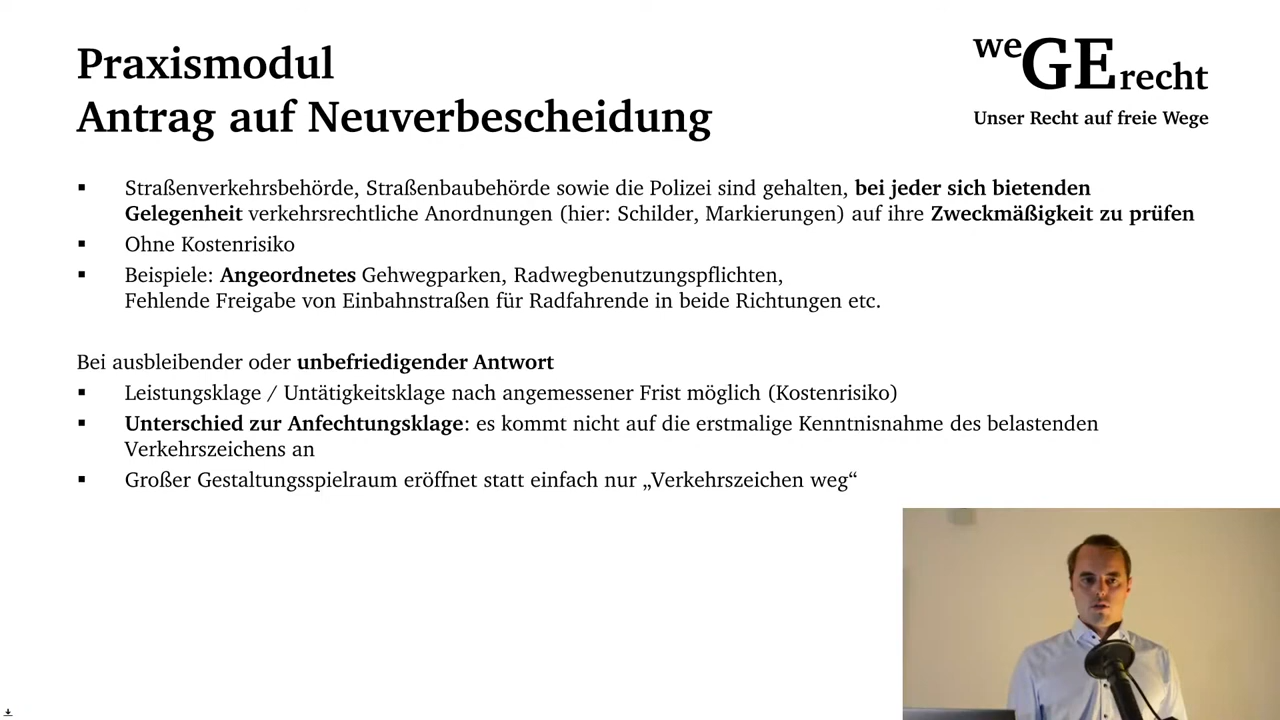 Praxismodul
Antrag auf Neuverbescheidung
weGErecht
Unser Recht auf freie Wege
▪ Straßenverkehrsbehörde, Straßenbaubehörde sowie die Polizei sind gehalten, bei jeder sich bietenden
Gelegenheit verkehrsrechtliche Anordnungen (hier: Schilder, Markierungen) auf ihre Zweckmäßigkeit zu prüfen
▪ Ohne Kostenrisiko
▪ Beispiele: Angeordnetes Gehwegparken, Radwegbenutzungspflichten,
Fehlende Freigabe von Einbahnstraßen für Radfahrende in beide Richtungen etc.
Bei ausbleibender oder unbefriedigender Antwort
▪ Leistungsklage / Untätigkeitsklage nach angemessener Frist möglich (Kostenrisiko)
▪ Unterschied zur Anfechtungsklage: es kommt nicht auf die erstmalige Kenntnisnahme des belastenden
Verkehrszeichens an
▪ Großer Gestaltungsspielraum eröffnet statt einfach nur „Verkehrszeichen weg“